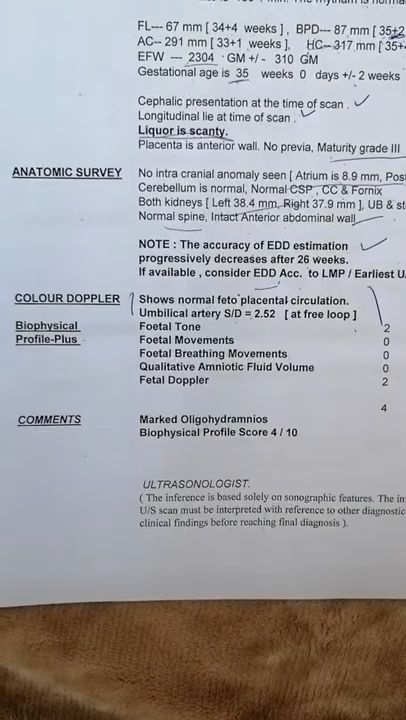 FL--- 67 mm [ 34+4 weeks ], BPD--- 87 mm [ 35+2
AC-- 291 mm [ 33+1 weeks ], HC-- 317 mm [ 35+
EFW --- 2304 GM +/- 310 GM
Gestational age is 35 weeks 0 days +/- 2 weeks
Cephalic presentation at the time of scan.
Longitudinal lie at time of scan.
Liquor is scanty.
Placenta is anterior wall. No previa, Maturity grade III
ANATOMIC SURVEY No intra cranial anomaly seen [ Atrium is 8.9 mm, Pos
Cerebellum is normal, Normal CSP, CC & Fornix
Both kidneys [ Left 38.4 mm, Right 37.9 mm ], UB & st
Normal spine, Intact Anterior abdominal wall
NOTE : The accuracy of EDD estimation
progressively decreases after 26 weeks.
If available, consider EDD Acc. to LMP / Earliest U
COLOUR DOPPLER Shows normal feto placental circulation.
Umbilical artery S/D = 2.52 [ at free loop ]
Biophysical Foetal Tone 2
Profile-Plus Foetal Movements 0
Foetal Breathing Movements 0
Qualitative Amniotic Fluid Volume 0
Fetal Doppler 2
4
COMMENTS Marked Oligohydramnios
Biophysical Profile Score 4 / 10
ULTRASONOLOGIST.
( The inference is based solely on sonographic features. The in
U/S scan must be interpreted with reference to other diagnostic
clinical findings before reaching final diagnosis ).